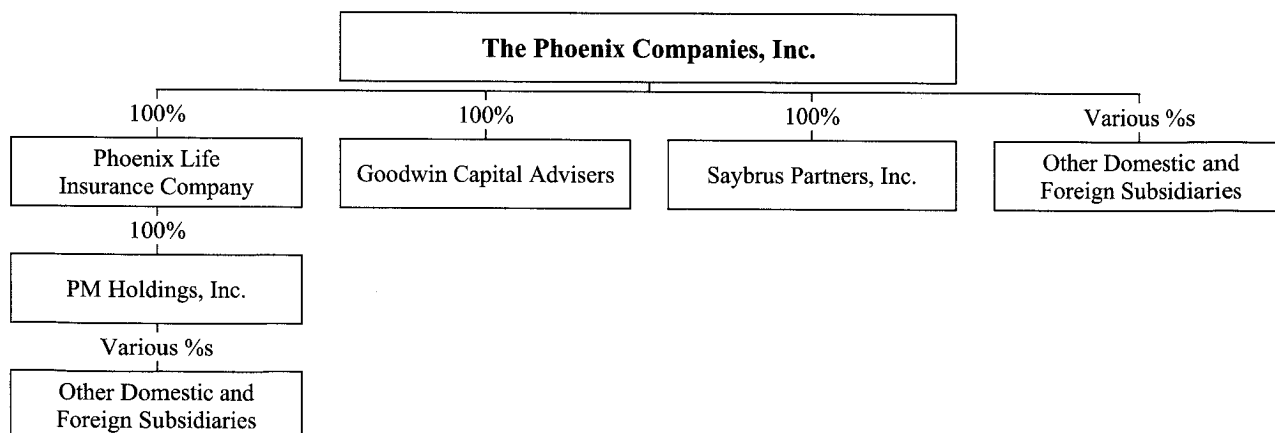 The Phoenix Companies, Inc.
100%
100%
100%
Various %s
Phoenix Life
Insurance Company
Goodwin Capital Advisers
Saybrus Partners, Inc.
Other Domestic and
Foreign Subsidiaries
100%
PM Holdings, Inc.
Various %s
Other Domestic and
Foreign Subsidiaries